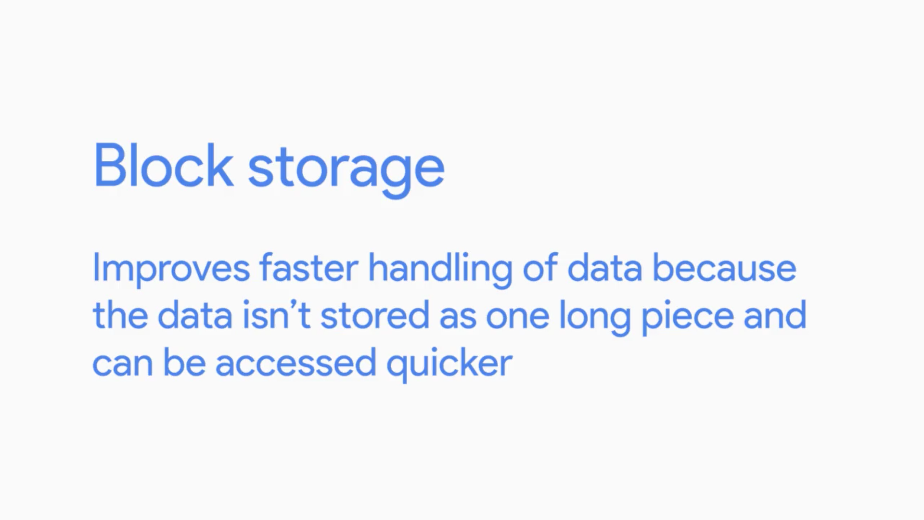 Block storage
Improves faster handling of data because
the data isn’t stored as one long piece and
can be accessed quicker